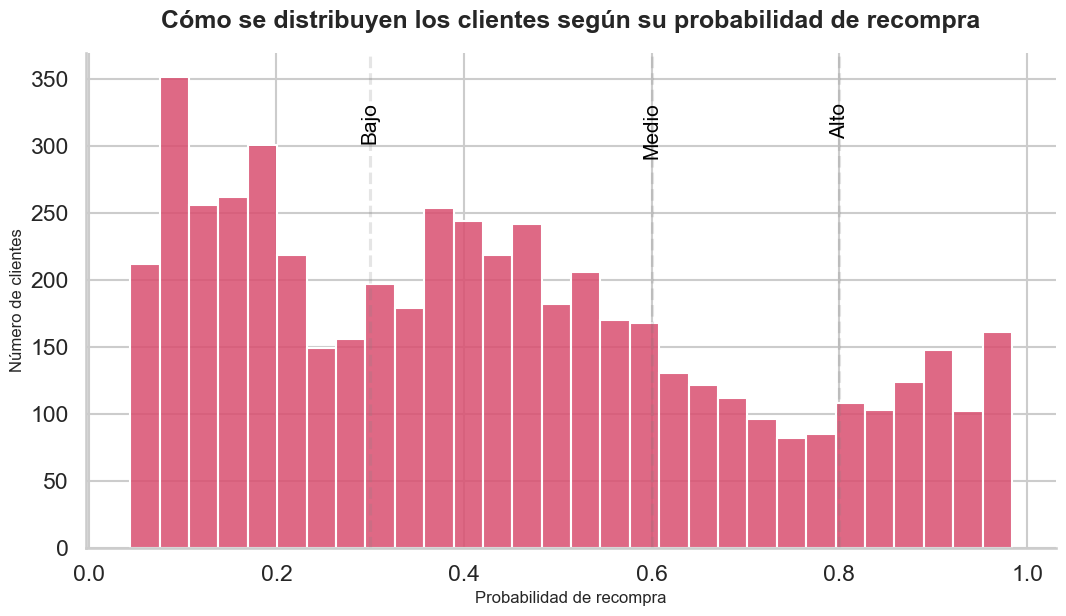 Cómo se distribuyen los clientes según su probabilidad de recompra
350
300
250
200
150
100
50
0
Número de clientes
Bajo
Medio
Alto
0.0
0.2
0.4
0.6
0.8
1.0
Probabilidad de recompra